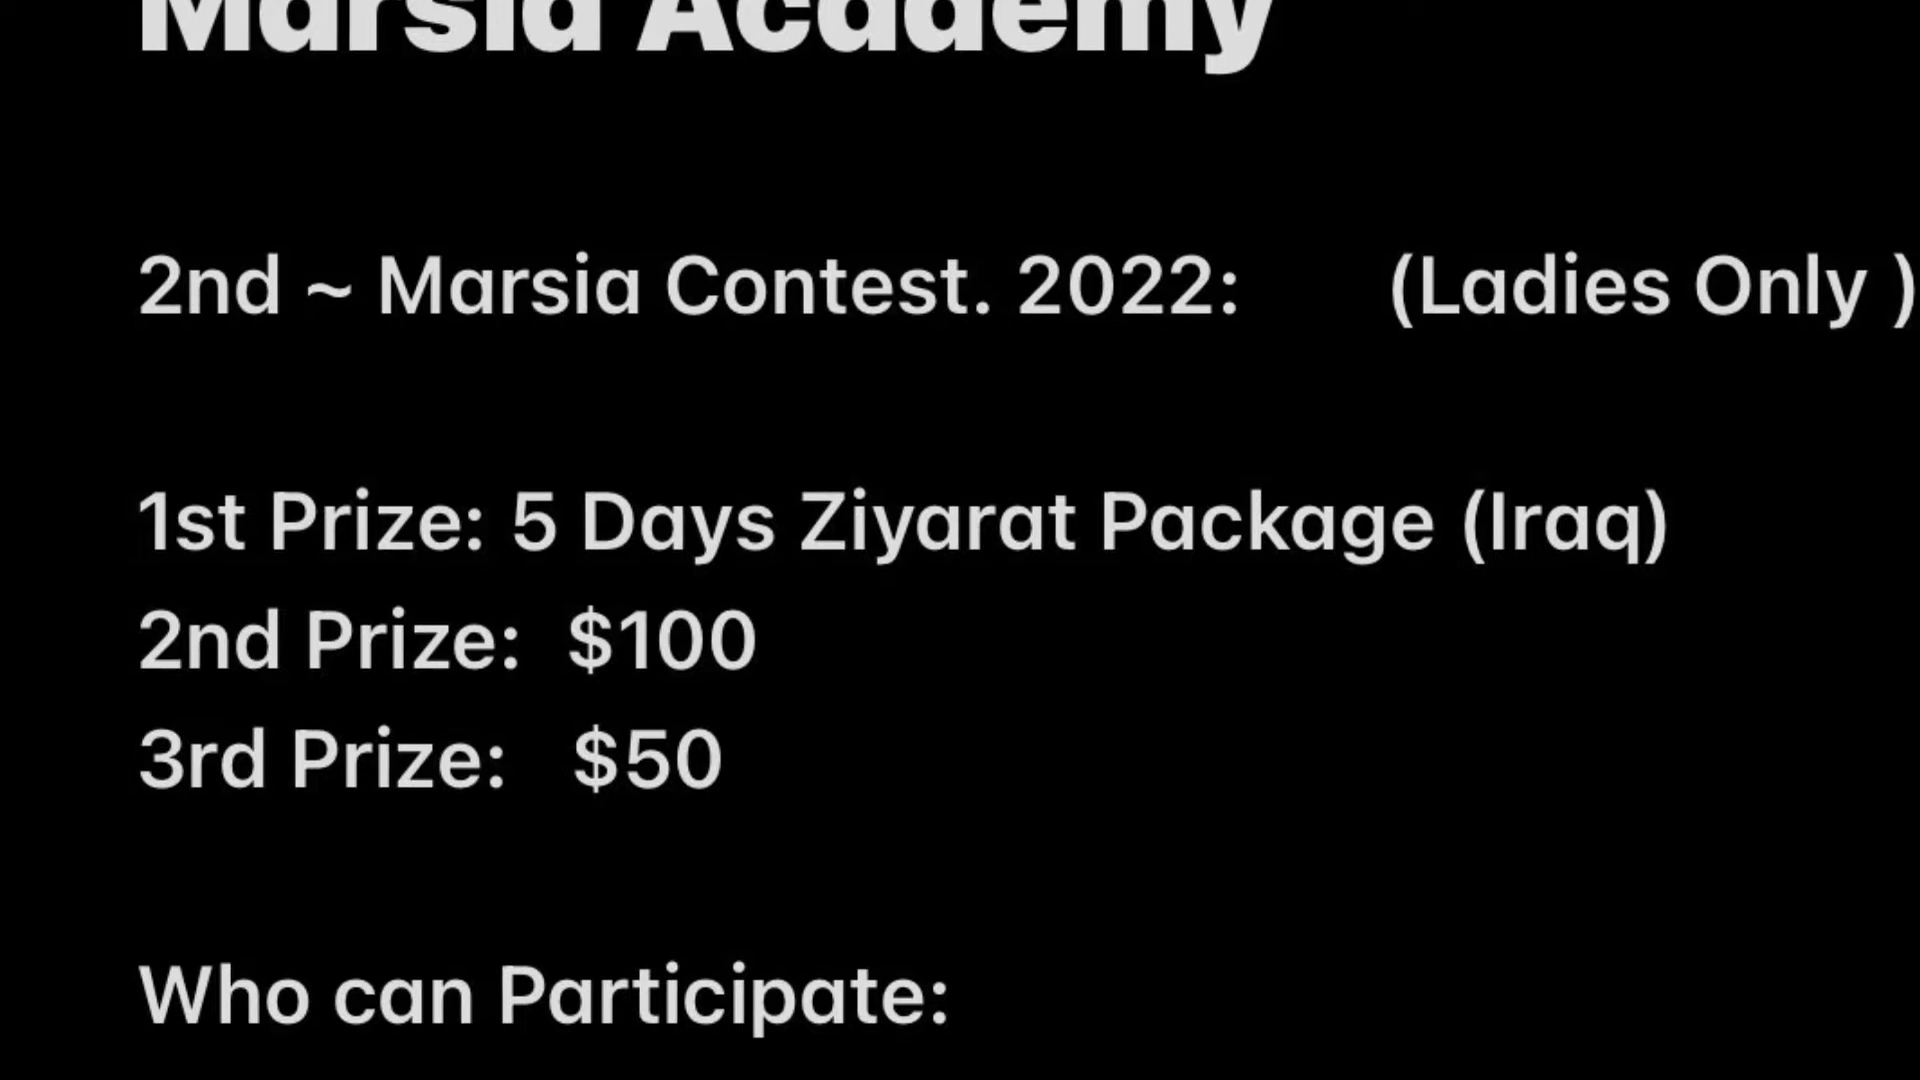 Marsia Academy
2nd ~ Marsia Contest. 2022: (Ladies Only )
1st Prize: 5 Days Ziyarat Package (Iraq)
2nd Prize: $100
3rd Prize: $50
Who can Participate: